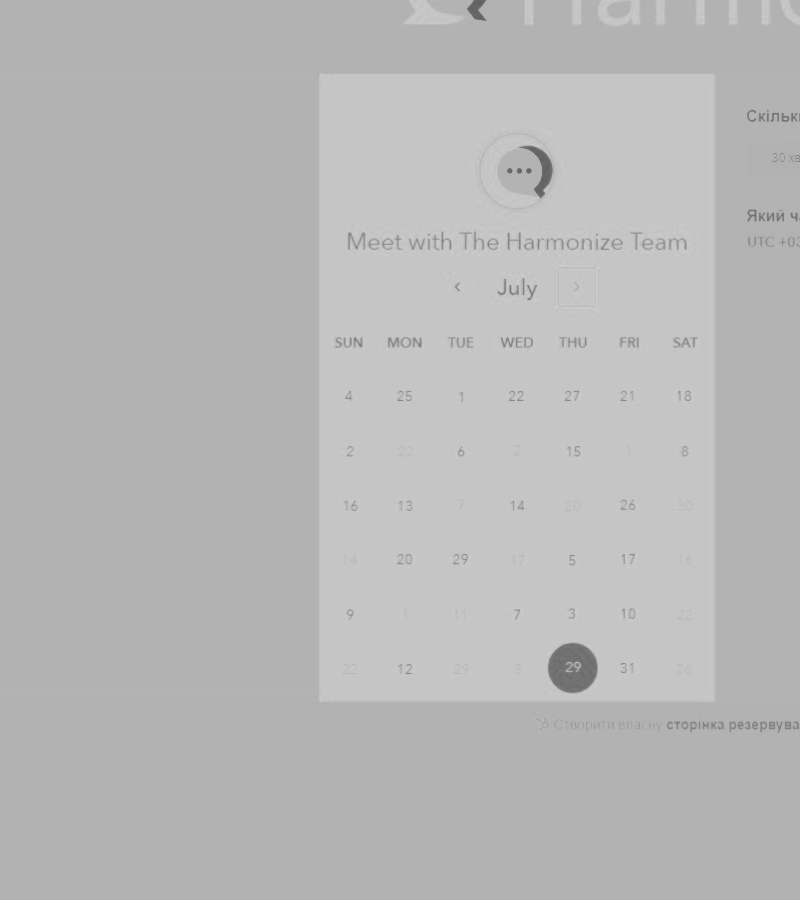 Harmo
Скільк
30 хв
Meet with The Harmonize Team
Який ч
UTC +03
July
SUN MON TUE WED THU FRI SAT
4 25 1 22 27 21 18
2 22 6 2 15 1 8
16 13 7 14 20 26 30
14 20 29 17 5 17 16
9 1 11 7 3 10 22
22 12 29 3 29 31 26
Створити власну сторінка резервува